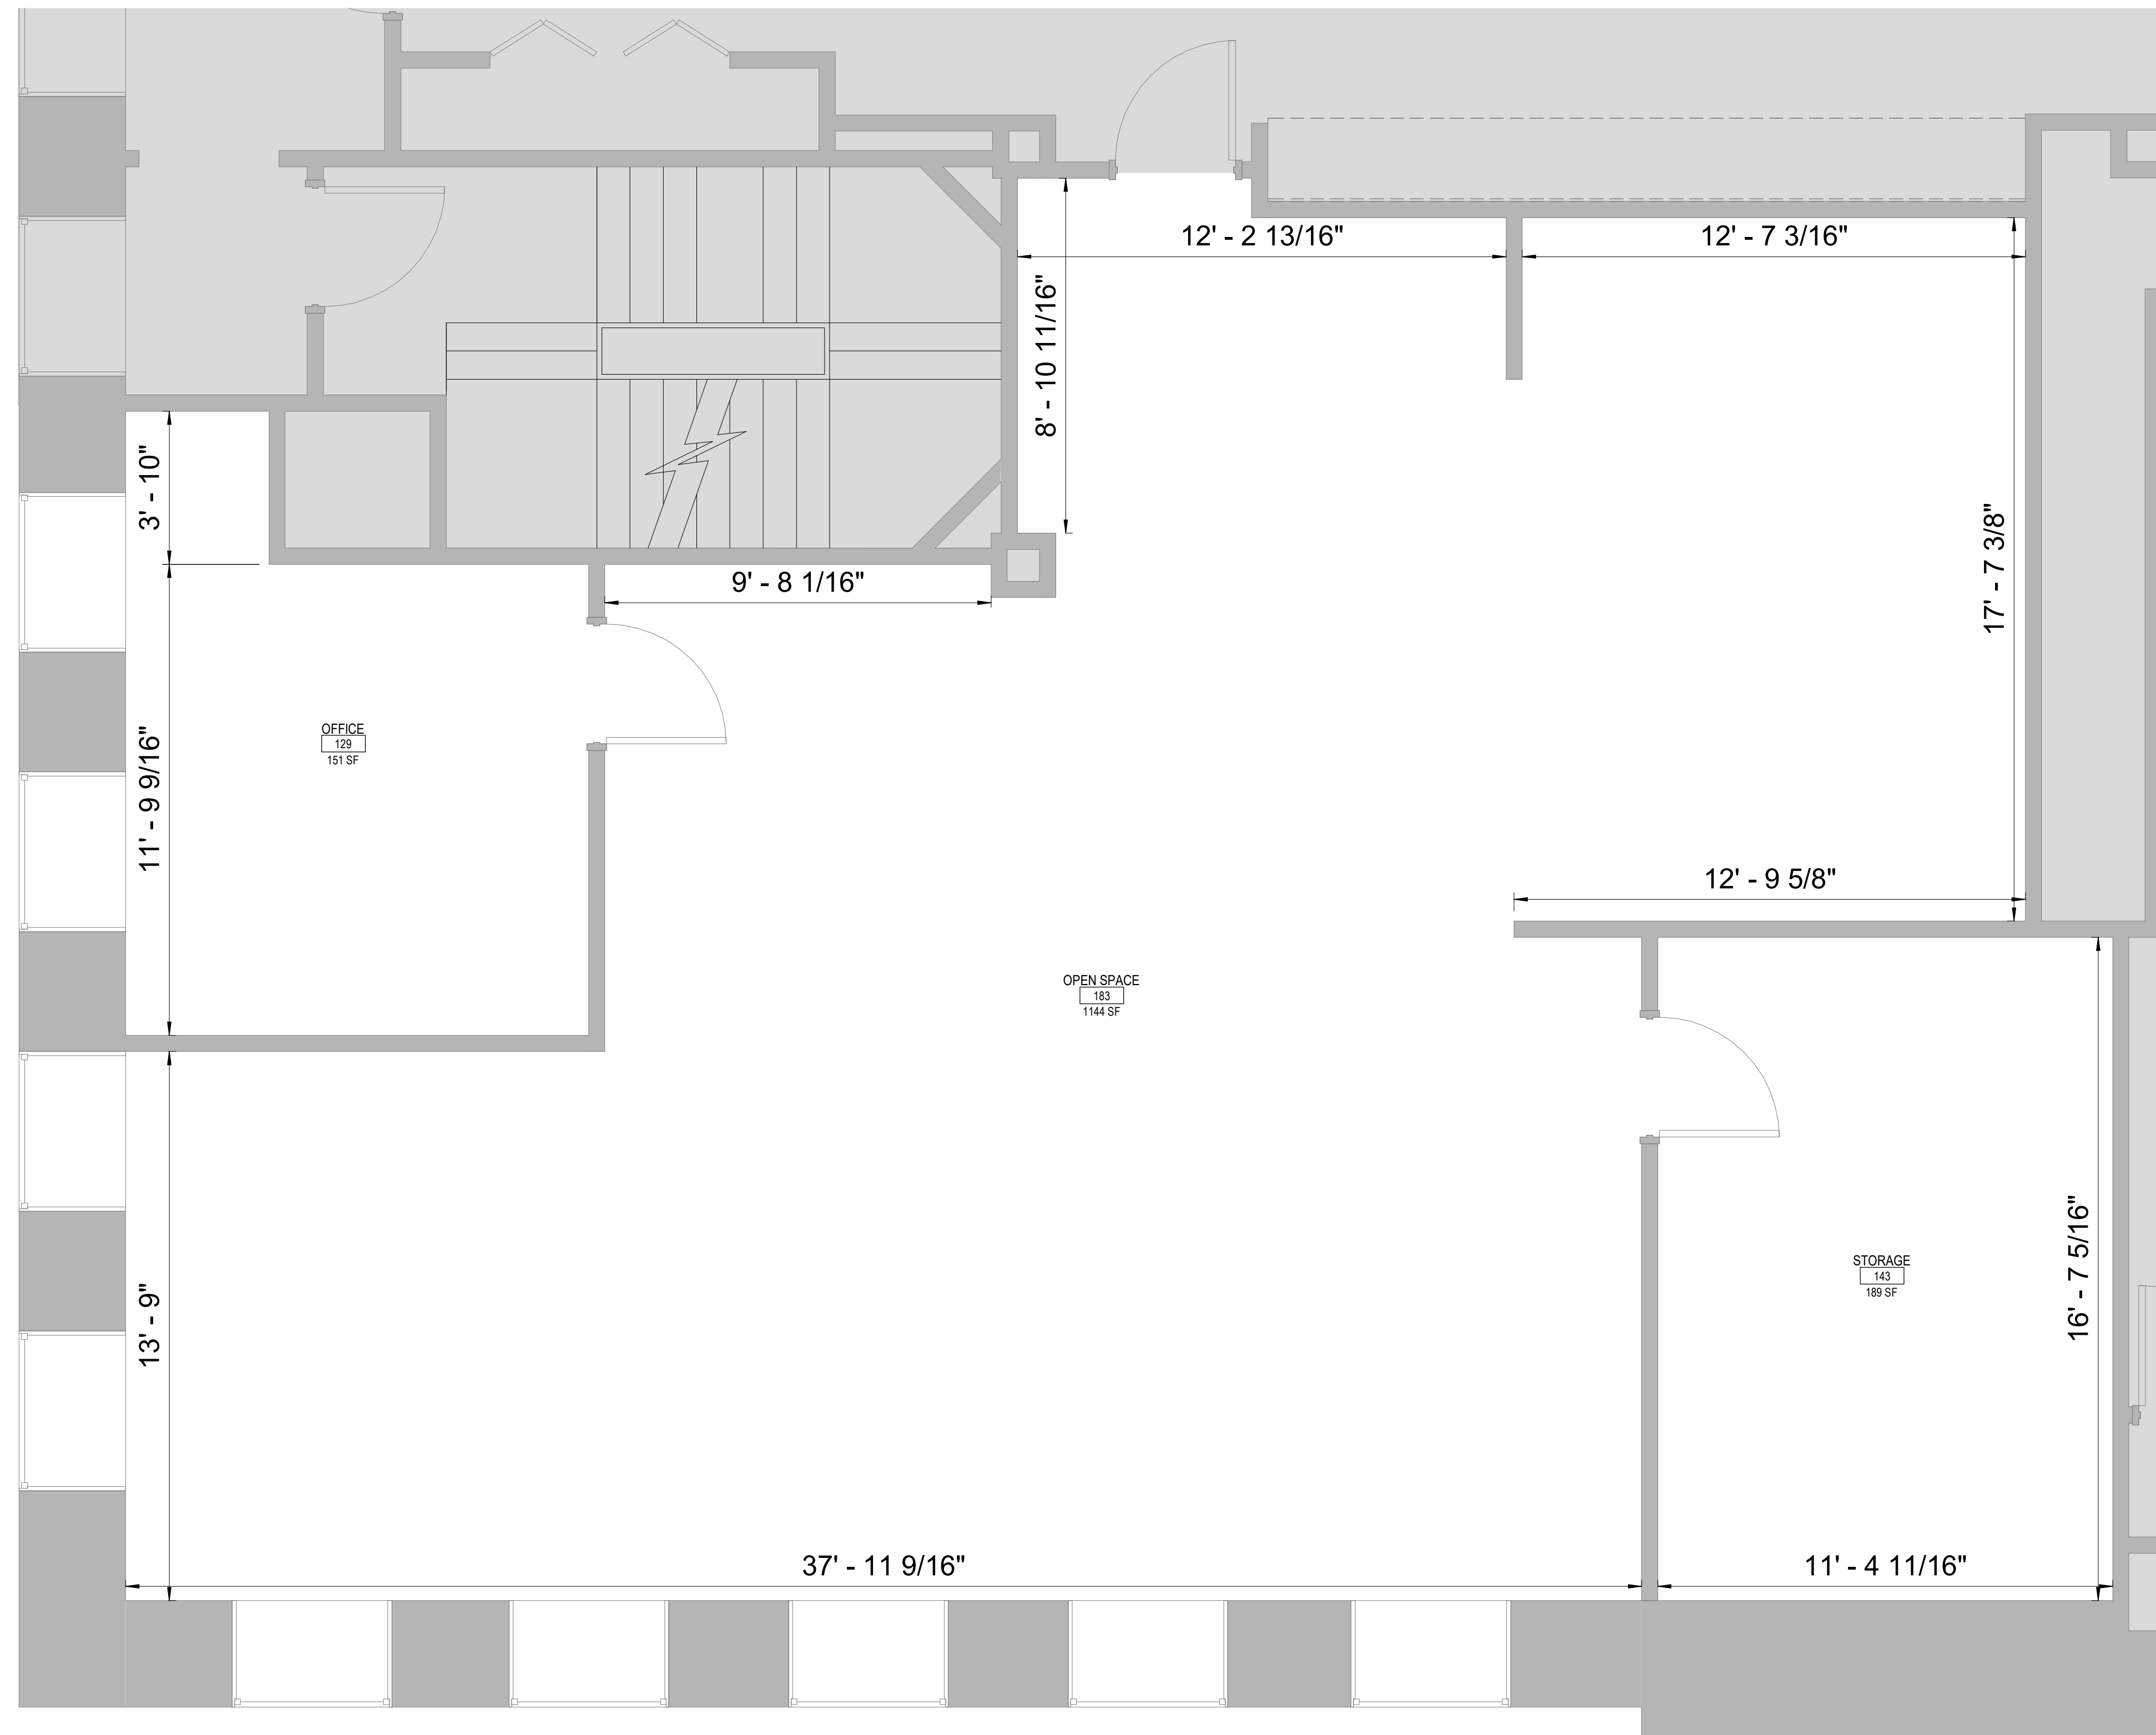 12' - 2 13/16"
12' - 7 3/16"
8' - 10 11/16"
3' - 10"
9' - 8 1/16"
17' - 7 3/8"
OFFICE
129
151 SF
11' - 9 9/16"
12' - 9 5/8"
OPEN SPACE
183
1144 SF
STORAGE
143
189 SF
16' - 7 5/16"
13' - 9"
37' - 11 9/16"
11' - 4 11/16"